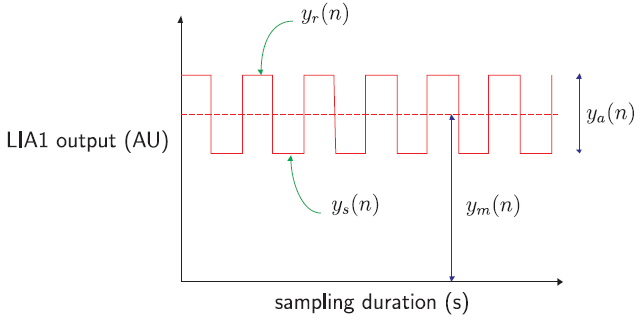 y_r(n)
LIA1 output (AU)
y_a(n)
y_s(n)
y_m(n)
sampling duration (s)